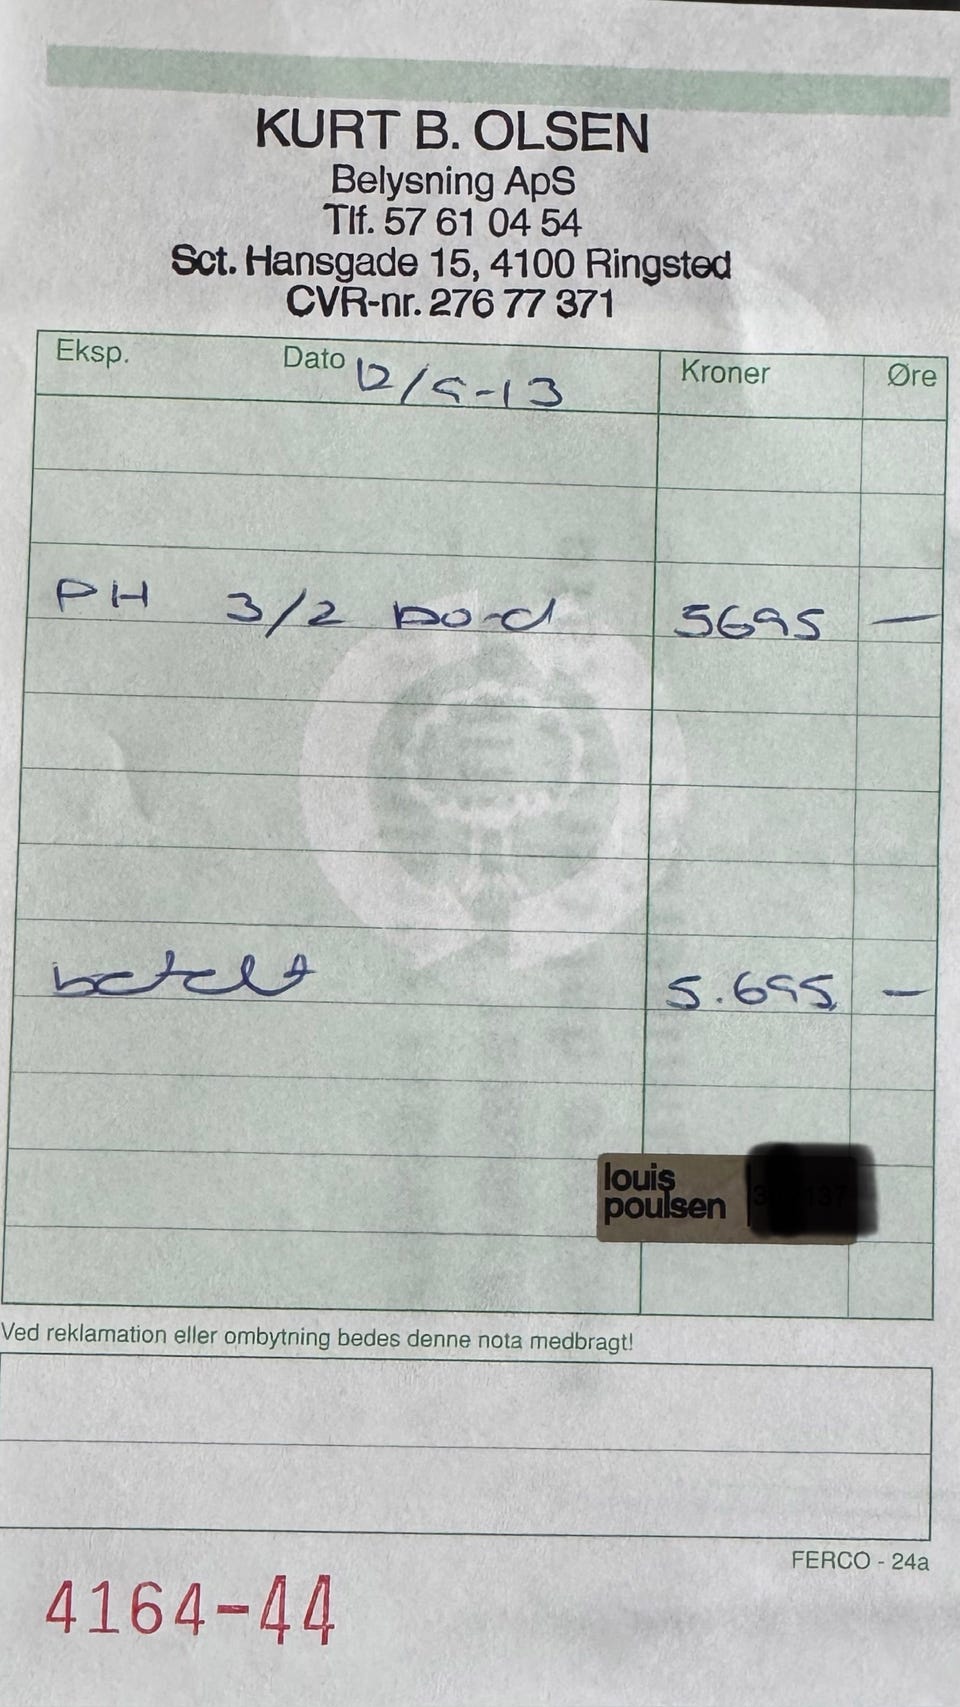 KURT B. OLSEN
Belysning ApS
Tlf. 57 61 04 54
Sct. Hansgade 15, 4100 Ringsted
CVR-nr. 276 77 371
Eksp. Dato 12/9-13 Kroner Øre
PH 3/2 bord 5695 —
betalt 5.695 —
louis
poulsen
Ved reklamation eller ombytning bedes denne nota medbragt!
FERCO - 24a
4164-44